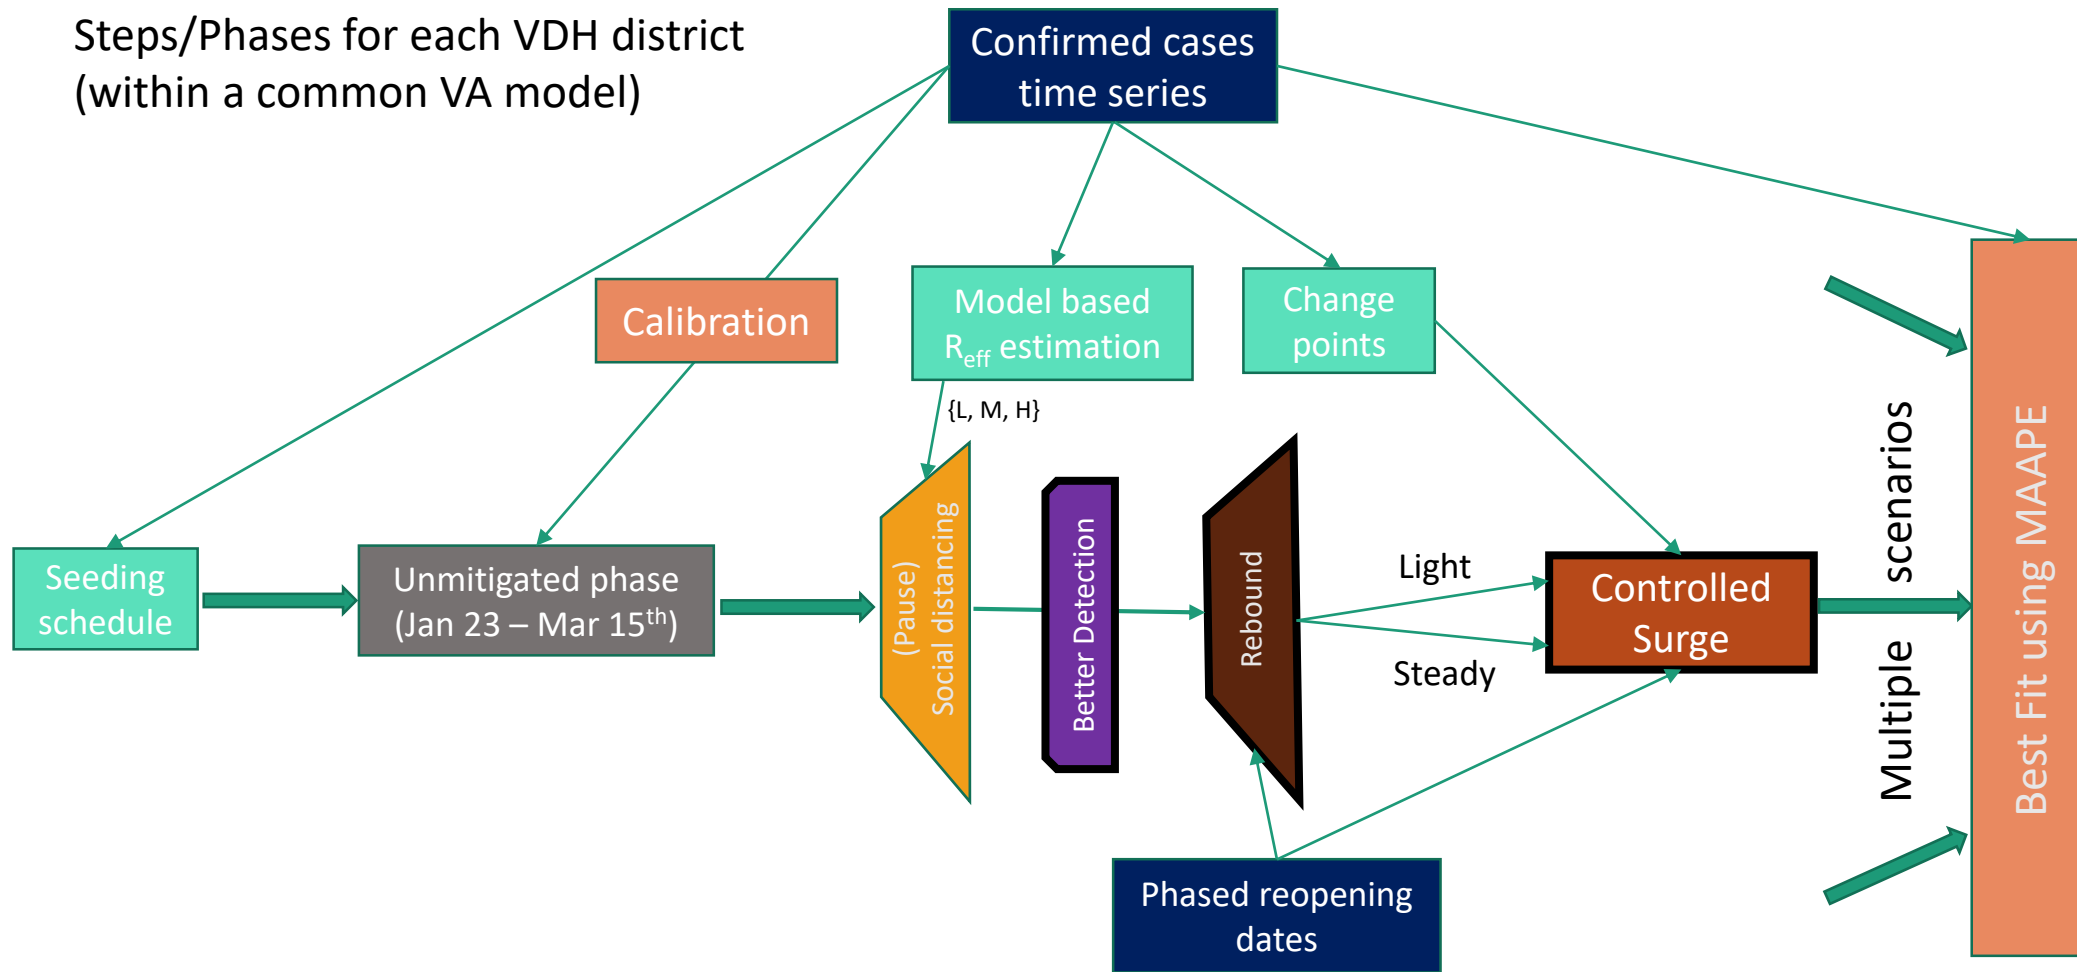 Steps/Phases for each VDH district
(within a common VA model)
Confirmed cases
time series
Calibration
Model based
R_eff estimation
Change
points
{L, M, H}
Seeding
schedule
Unmitigated phase
(Jan 23 – Mar 15th)
(Pause)
Social distancing
Better Detection
Rebound
Light
Steady
Controlled
Surge
Multiple scenarios
Best Fit using MAAPE
Phased reopening
dates